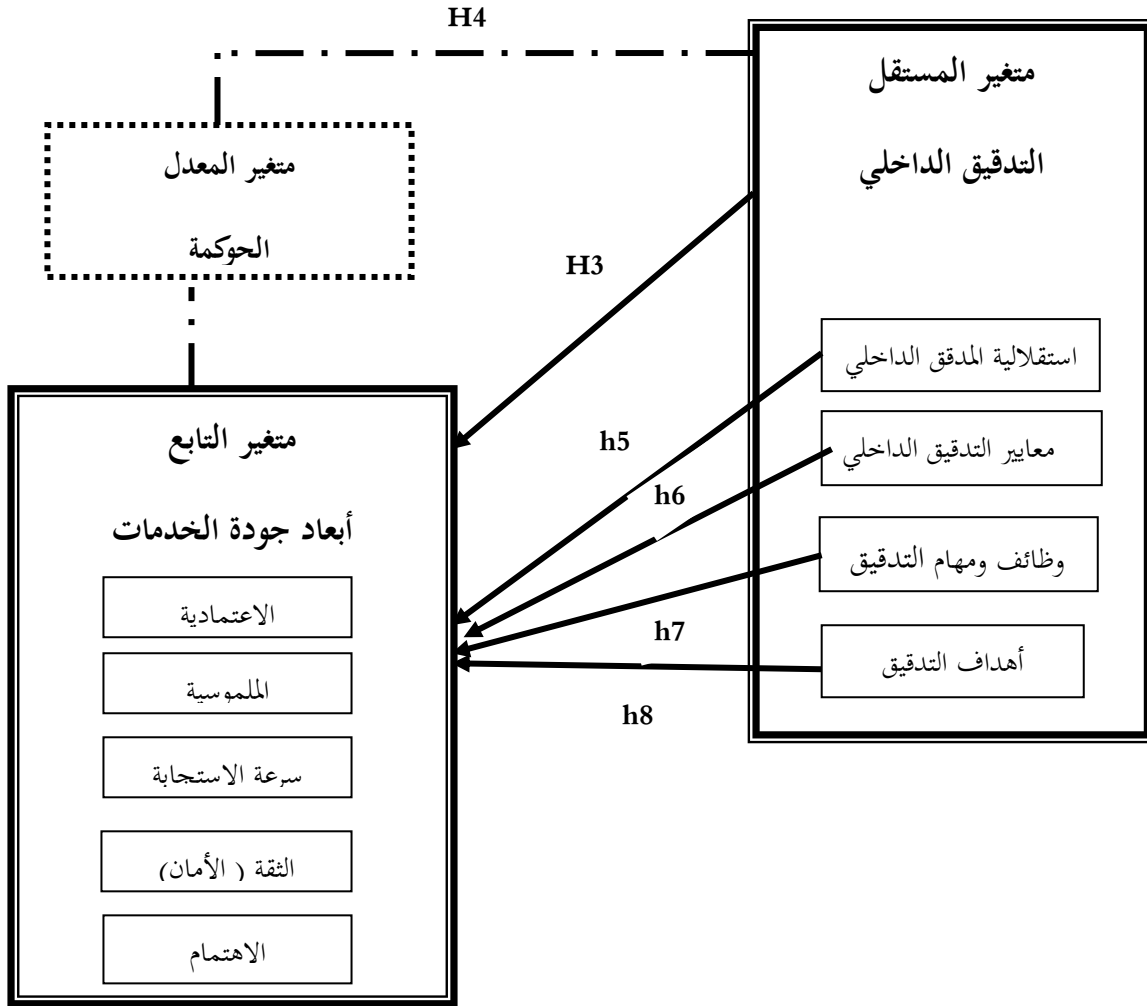 H4
متغير المستقل
التدقيق الداخلي
متغير المعدل
الحوكمة
H3
استقلالية المدقق الداخلي
معايير التدقيق الداخلي
وظائف ومهام التدقيق
أهداف التدقيق
h5
h6
h7
h8
متغير التابع
أبعاد جودة الخدمات
الاعتمادية
الملموسية
سرعة الاستجابة
الثقة ( الأمان)
الاهتمام